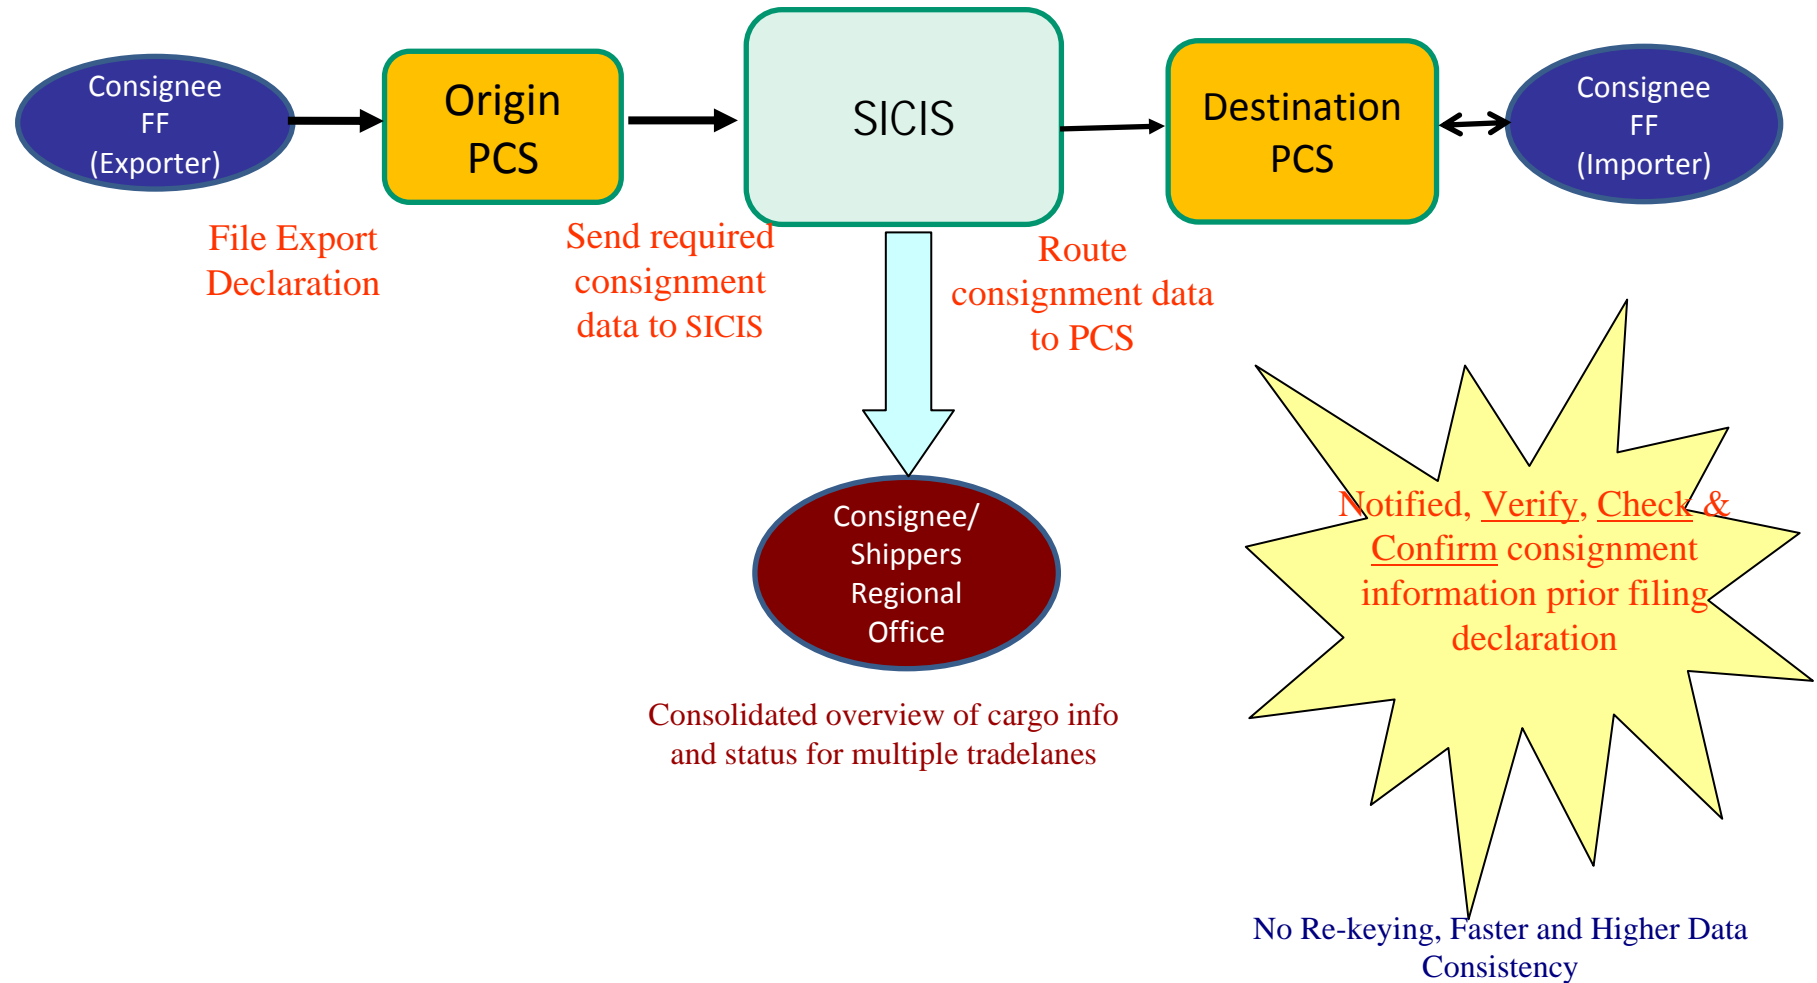 Consignee
FF
(Exporter)
Origin
PCS
SICIS
Destination
PCS
Consignee
FF
(Importer)
File Export
Declaration
Send required
consignment
data to SICIS
Route
consignment data
to PCS
Consignee/
Shippers
Regional
Office
Consolidated overview of cargo info
and status for multiple tradelanes
Notified, Verify, Check &
Confirm consignment
information prior filing
declaration
No Re-keying, Faster and Higher Data
Consistency